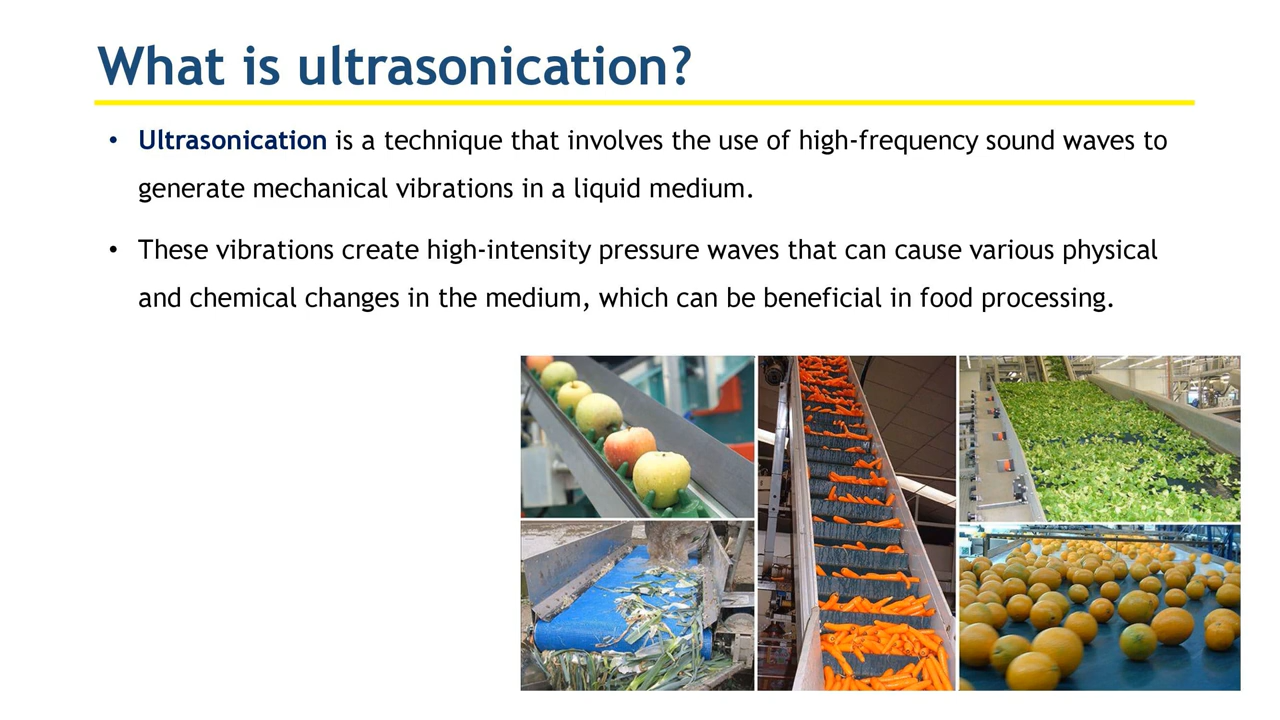 What is ultrasonication?
• Ultrasonication is a technique that involves the use of high-frequency sound waves to
generate mechanical vibrations in a liquid medium.
• These vibrations create high-intensity pressure waves that can cause various physical
and chemical changes in the medium, which can be beneficial in food processing.